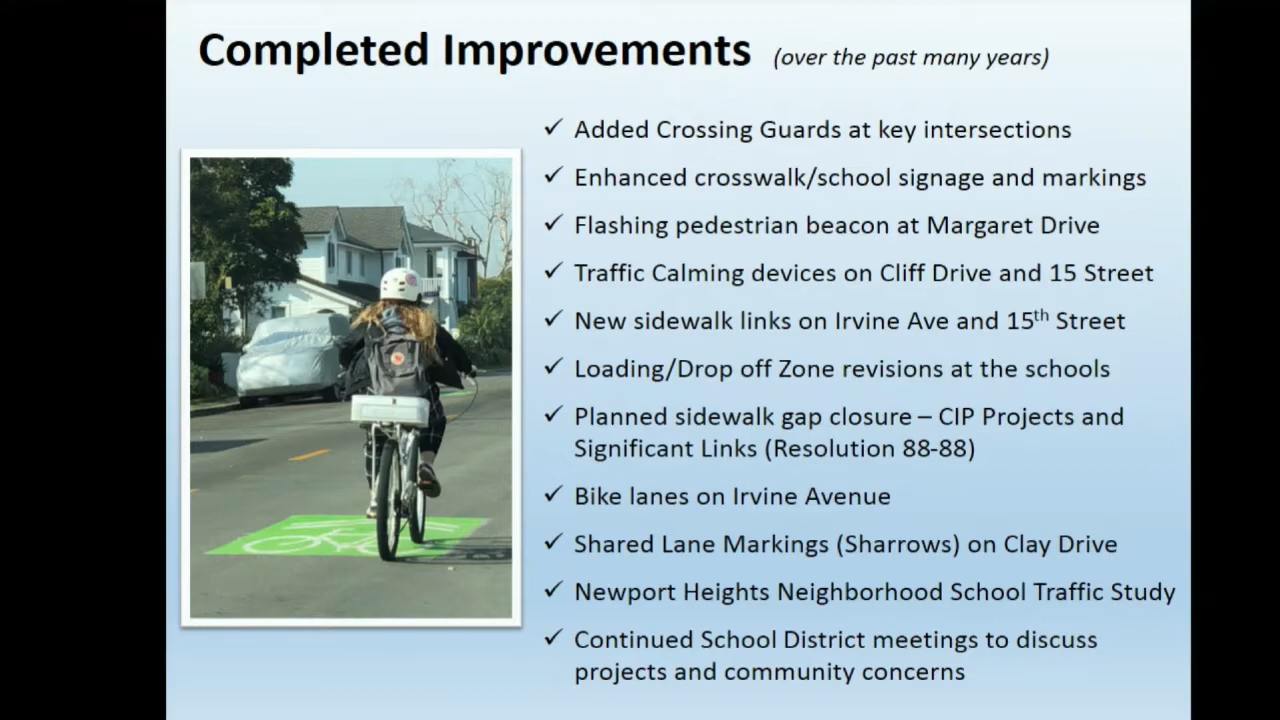 Completed Improvements (over the past many years)
✓ Added Crossing Guards at key intersections
✓ Enhanced crosswalk/school signage and markings
✓ Flashing pedestrian beacon at Margaret Drive
✓ Traffic Calming devices on Cliff Drive and 15 Street
✓ New sidewalk links on Irvine Ave and 15th Street
✓ Loading/Drop off Zone revisions at the schools
✓ Planned sidewalk gap closure – CIP Projects and
Significant Links (Resolution 88-88)
✓ Bike lanes on Irvine Avenue
✓ Shared Lane Markings (Sharrows) on Clay Drive
✓ Newport Heights Neighborhood School Traffic Study
✓ Continued School District meetings to discuss
projects and community concerns